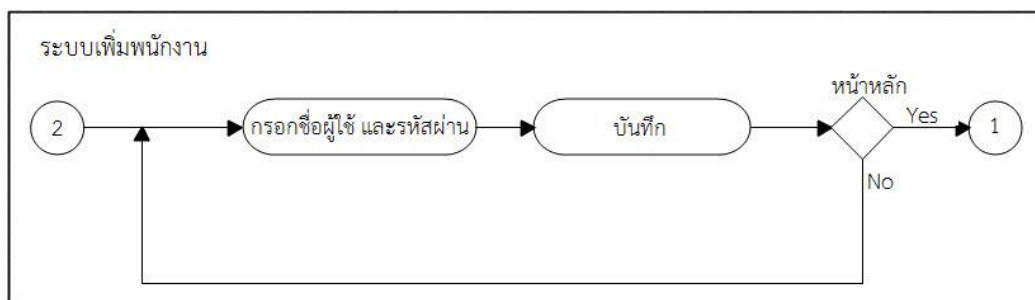 ระบบเพิ่มพนักงาน
หน้าหลัก
2
กรอกชื่อผู้ใช้ และรหัสผ่าน
บันทึก
Yes
1
No